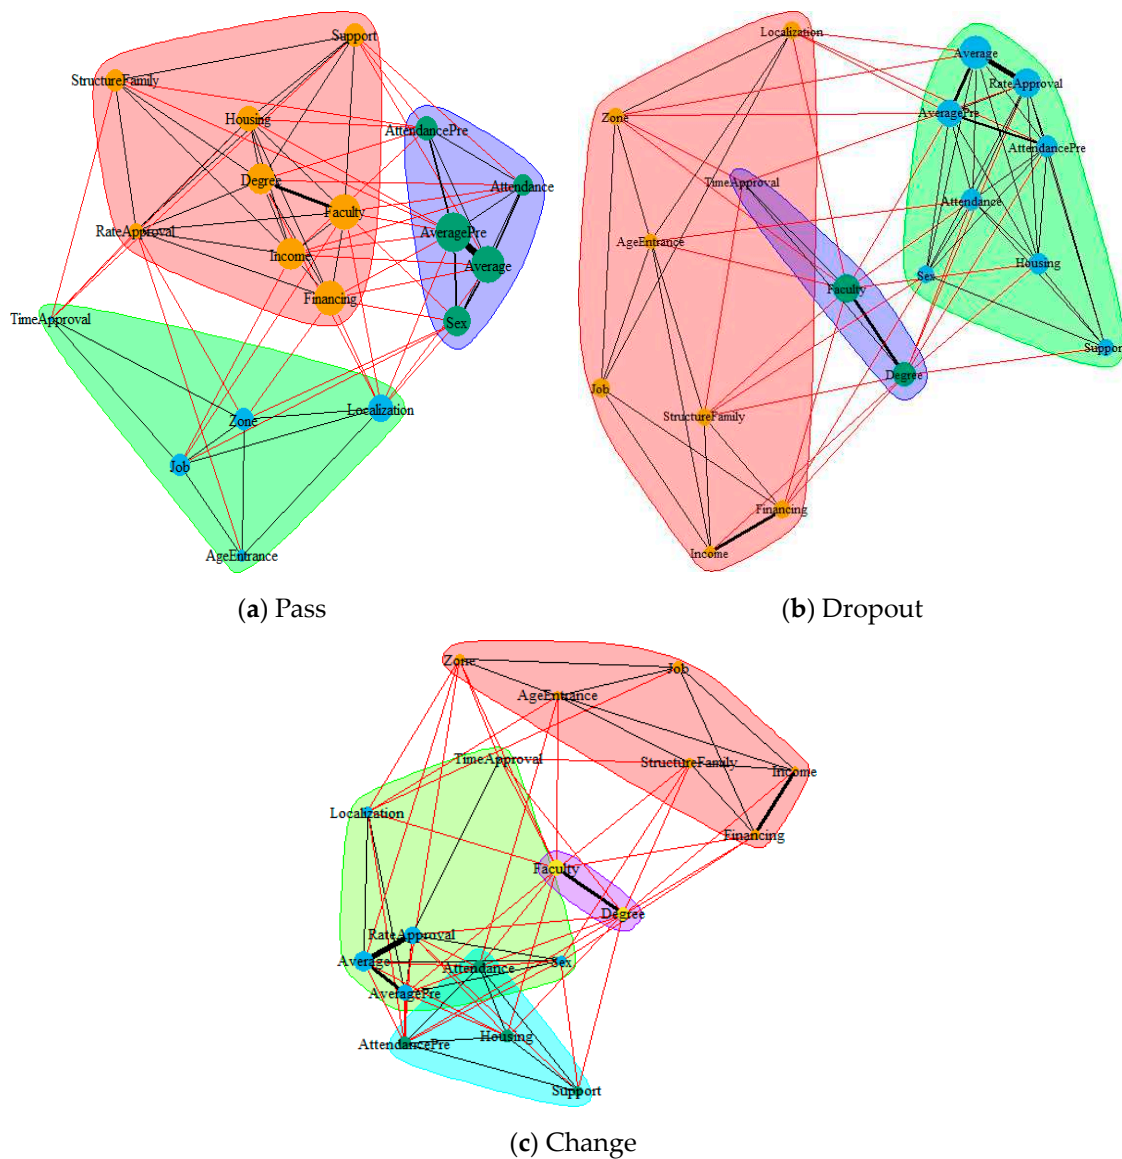 Support
StructureFamily
Housing
AttendancePre
Degree
Attendance
Faculty
RateApproval
AveragePre
Income
Average
Financing
TimeApproval
Sex
Localization
Zone
Job
AgeEntrance
(a) Pass
Localization
Average
RateApproval
Zone
AveragePre
AttendancePre
TimeApproval
Attendance
AgeEntrance
Housing
Sex
Faculty
Support
Degree
Job
StructureFamily
Financing
Income
(b) Dropout
Zone
Job
AgeEntrance
TimeApproval
StructureFamily
Income
Localization
Financing
Faculty
Degree
RateApproval
Average
Attendance
Sex
AveragePre
Housing
AttendancePre
Support
(c) Change